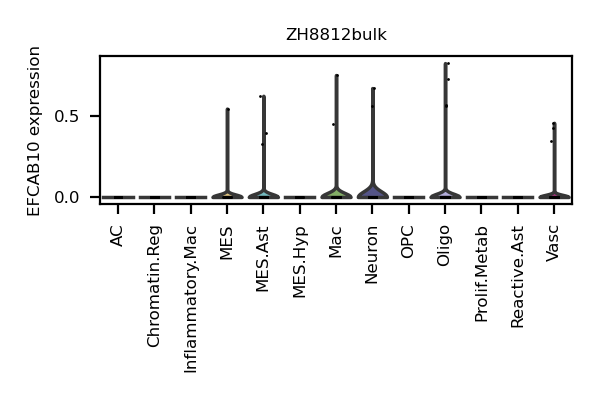 ZH8812bulk
EFCAB10 expression
0.5
0.0
AC
Chromatin.Reg
Inflammatory.Mac
MES
MES.Ast
MES.Hyp
Mac
Neuron
OPC
Oligo
Prolif.Metab
Reactive.Ast
Vasc